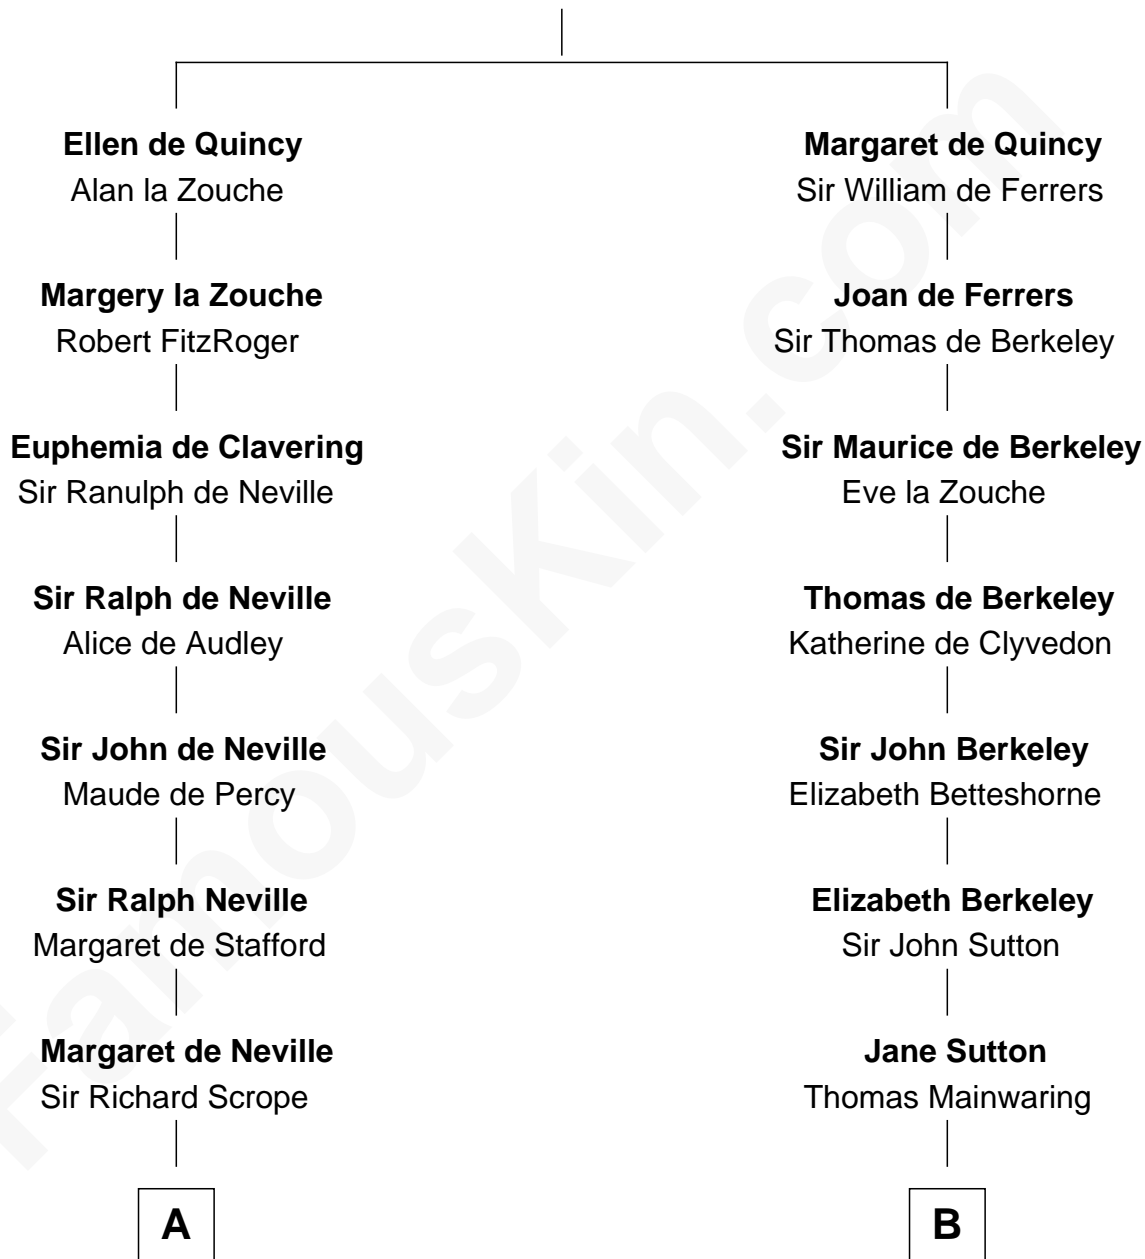 Ellen de Quincy
Alan la Zouche
Margery la Zouche
Robert FitzRoger
Euphemia de Clavering
Sir Ranulph de Neville
Sir Ralph de Neville
Alice de Audley
Sir John de Neville
Maude de Percy
Sir Ralph Neville
Margaret de Stafford
Margaret de Neville
Sir Richard Scrope
A
Margaret de Quincy
Sir William de Ferrers
Joan de Ferrers
Sir Thomas de Berkeley
Sir Maurice de Berkeley
Eve la Zouche
Thomas de Berkeley
Katherine de Clyvedon
Sir John Berkeley
Elizabeth Betteshorne
Elizabeth Berkeley
Sir John Sutton
Jane Sutton
Thomas Mainwaring
B
FamousKin.com